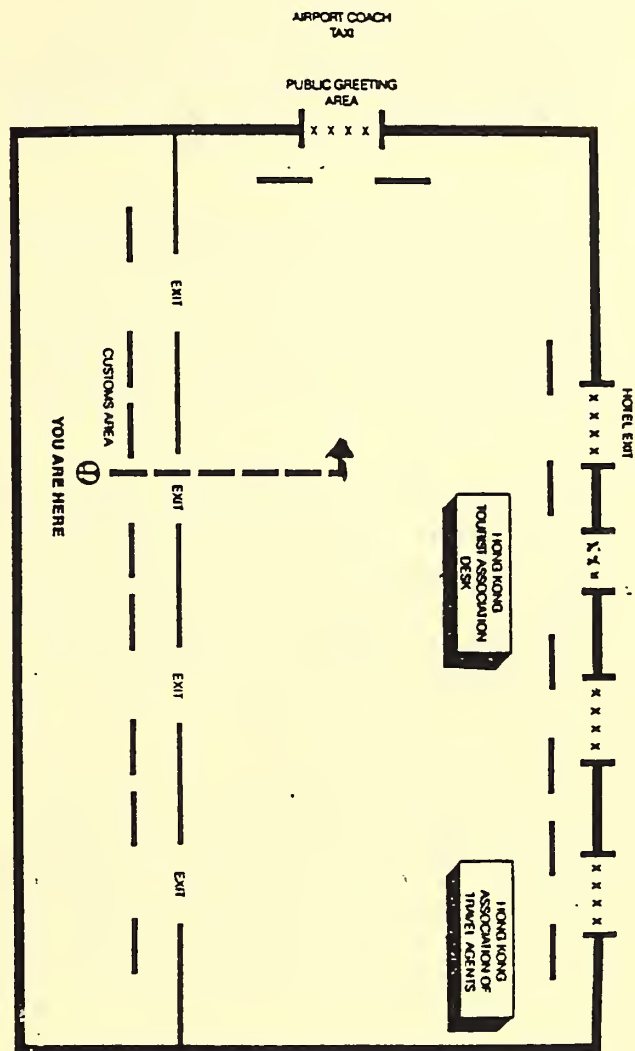 AIRPORT COACH
TAXI
PUBLIC GREETING
AREA
x x x x
HOTEL EXIT
x x x x
x x x
x x x x
x x x x
HONG KONG
TOURIST ASSOCIATION
DESK
HONG KONG
ASSOCIATION OF
TRAVEL AGENTS
EXIT
EXIT
EXIT
EXIT
CUSTOMS AREA
YOU ARE HERE